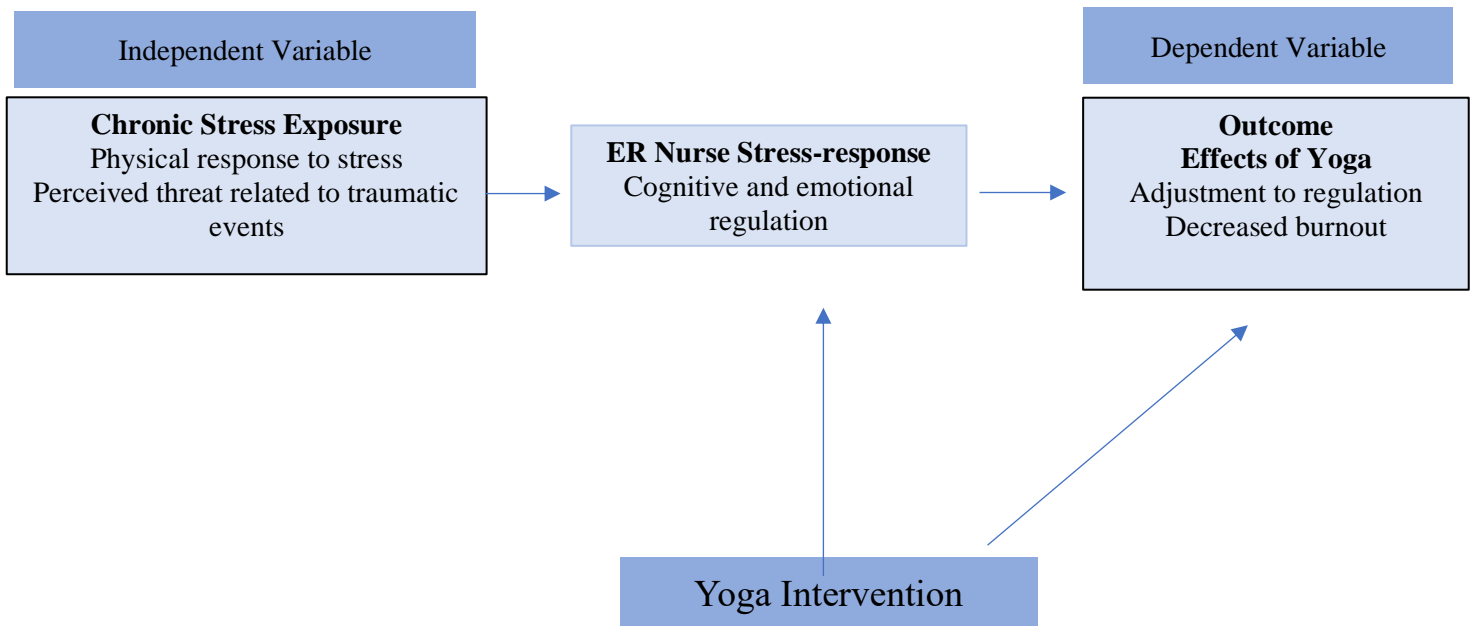 Independent Variable
Dependent Variable
Chronic Stress Exposure
Physical response to stress
Perceived threat related to traumatic
events
ER Nurse Stress-response
Cognitive and emotional
regulation
Outcome
Effects of Yoga
Adjustment to regulation
Decreased burnout
Yoga Intervention